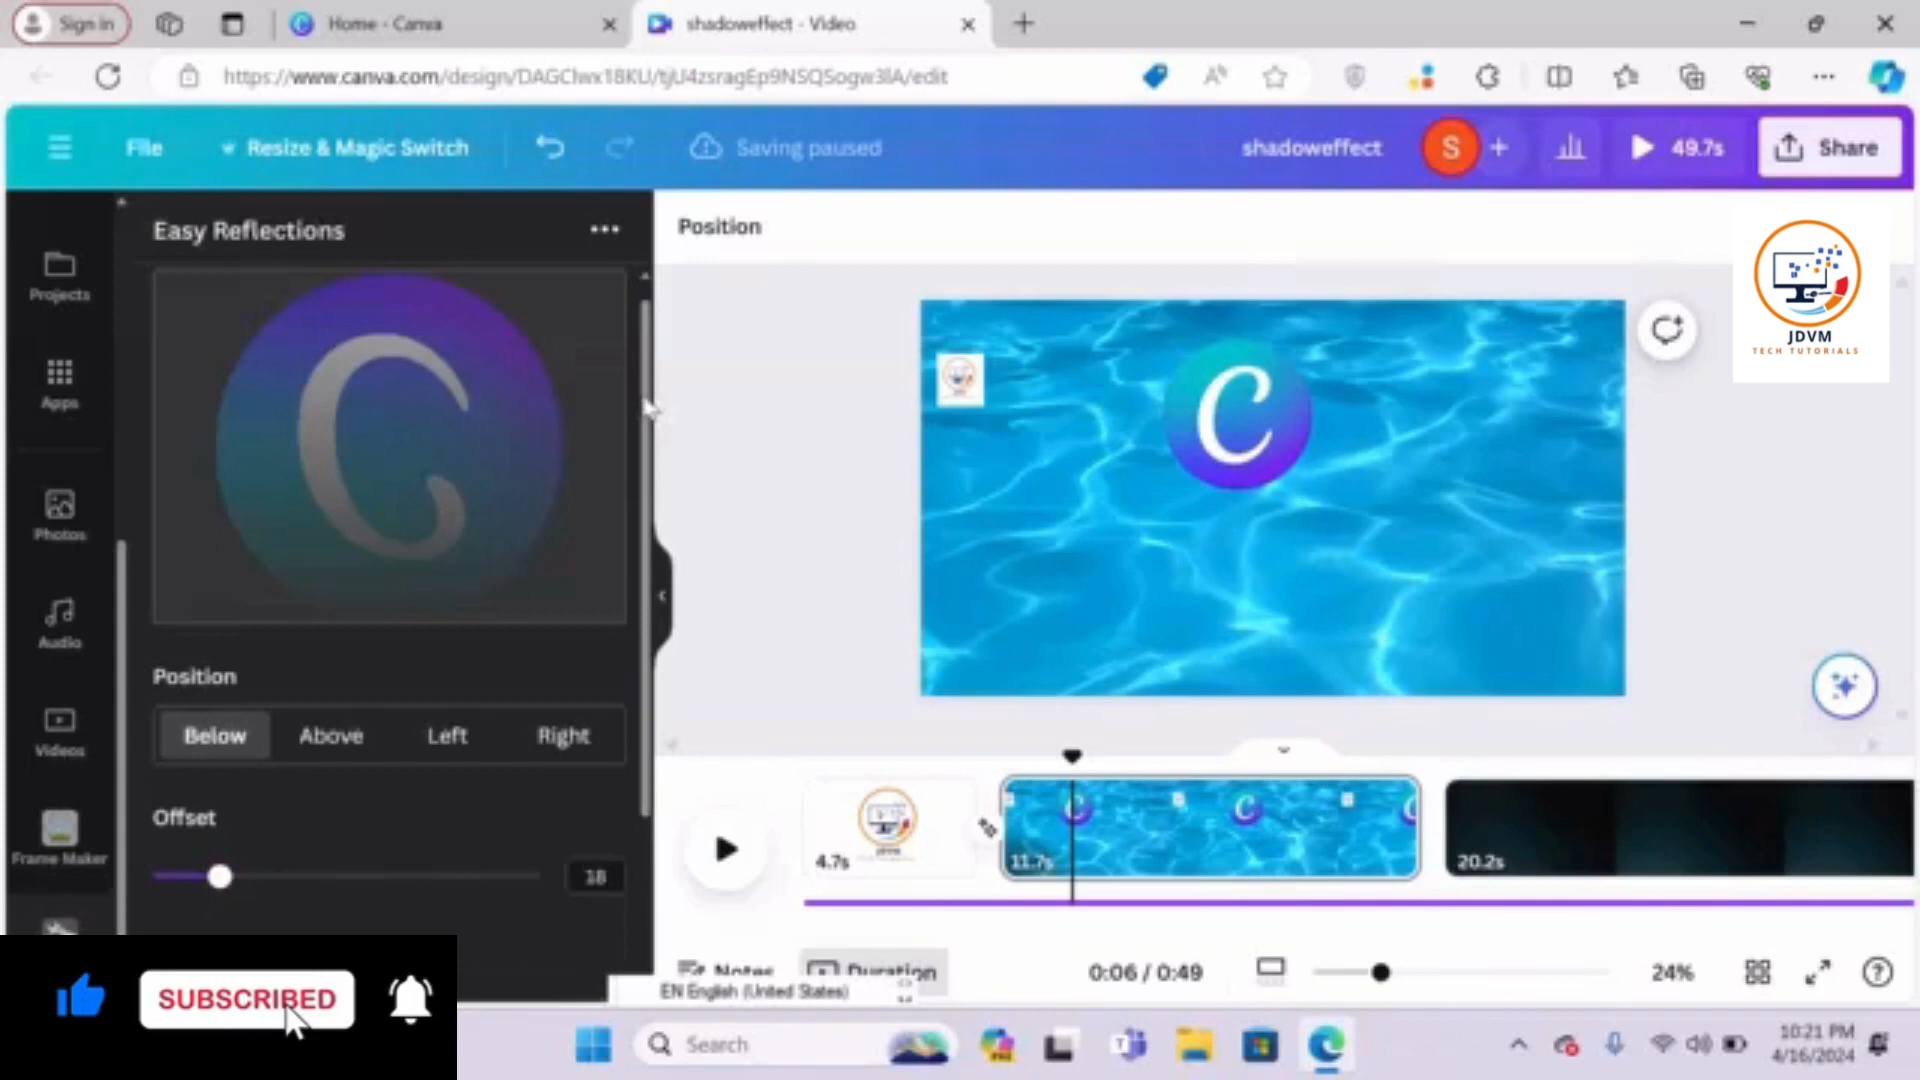 Sign in
Home - Canva
shadoweffect - Video
https://www.canva.com/design/DAGClwx18KU/tjU4zsragEp9NSQSogw3lA/edit
File
Resize & Magic Switch
Saving paused
shadoweffect
S
49.7s
Share
Projects
Apps
Photos
Audio
Videos
Frame Maker
Easy Reflections
C
Position
Below
Above
Left
Right
Offset
18
Position
JDVM
TECH TUTORIALS
C
4.7s
11.7s
20.2s
Notes
Duration
0:06 / 0:49
24%
EN English (United States)
SUBSCRIBED
Search
10:21 PM
4/16/2024